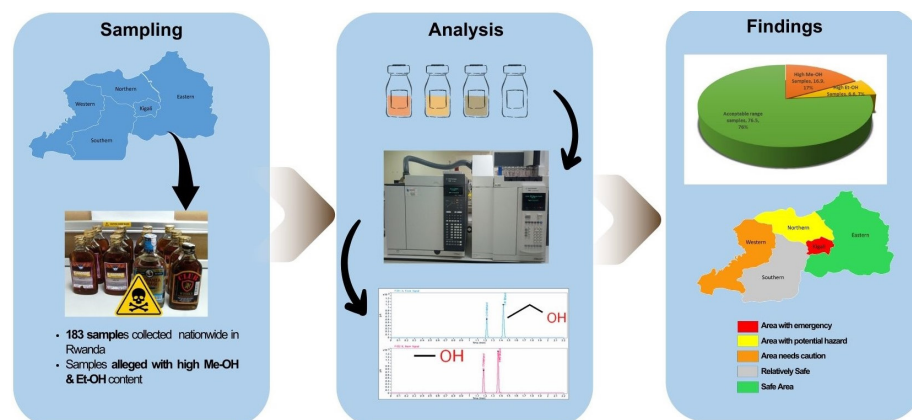 Sampling
Northern
Western
Kigali
Eastern
Southern
• 183 samples collected nationwide in
Rwanda
• Samples alleged with high Me-OH
& Et-OH content
Analysis
OH
OH
Findings
High Me-OH
Samples, 16.9,
17%
High Et-OH
Samples, 6.6, 7%
Acceptable range
samples, 76.5,
76%
Northern
Western
Kigali
Eastern
Southern
Area with emergency
Area with potential hazard
Area needs caution
Relatively Safe
Safe Area